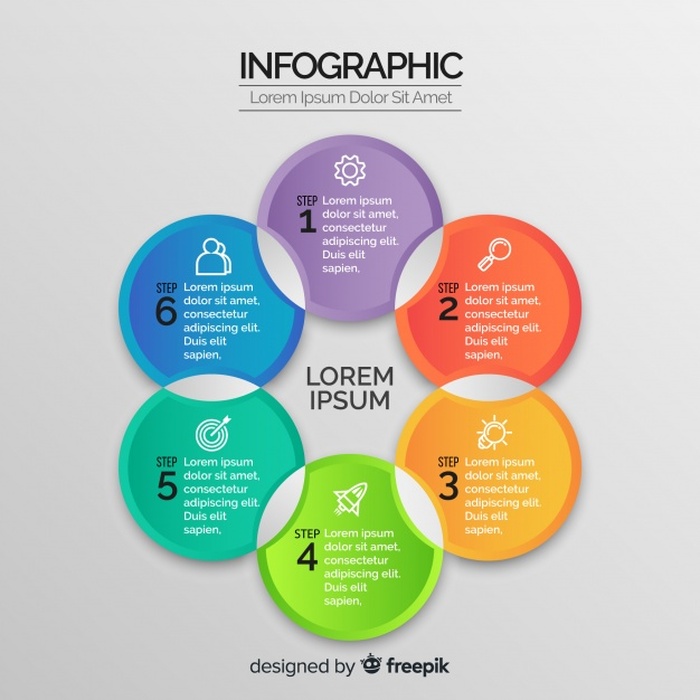 INFOGRAPHIC
Lorem Ipsum Dolor Sit Amet
STEP
1
Lorem ipsum
dolor sit amet,
consectetur
adipiscing elit.
Duis elit
sapien,
STEP
2
Lorem ipsum
dolor sit amet,
consectetur
adipiscing elit.
Duis elit
sapien,
STEP
3
Lorem ipsum
dolor sit amet,
consectetur
adipiscing elit.
Duis elit
sapien,
STEP
4
Lorem ipsum
dolor sit amet,
consectetur
adipiscing elit.
Duis elit
sapien,
STEP
5
Lorem ipsum
dolor sit amet,
consectetur
adipiscing elit.
Duis elit
sapien,
STEP
6
Lorem ipsum
dolor sit amet,
consectetur
adipiscing elit.
Duis elit
sapien,
LOREM
IPSUM
designed by freepik